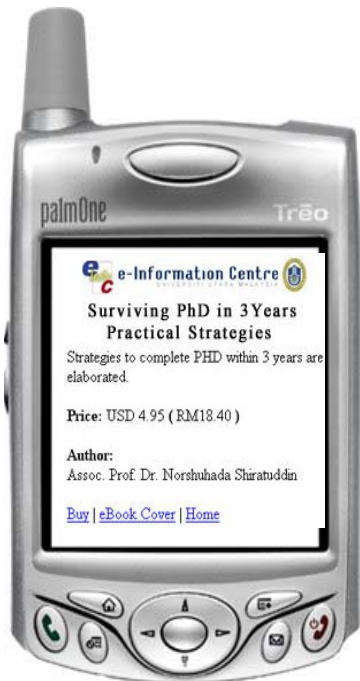 palmOne
Trēo
e-Information Centre
UNIVERSITI UTARA MALAYSIA
Surviving PhD in 3Years
Practical Strategies
Strategies to complete PHD within 3 years are
elaborated.
Price: USD 4.95 ( RM18.40 )
Author:
Assoc. Prof. Dr. Norshuhada Shiratuddin
Buy | eBook Cover | Home